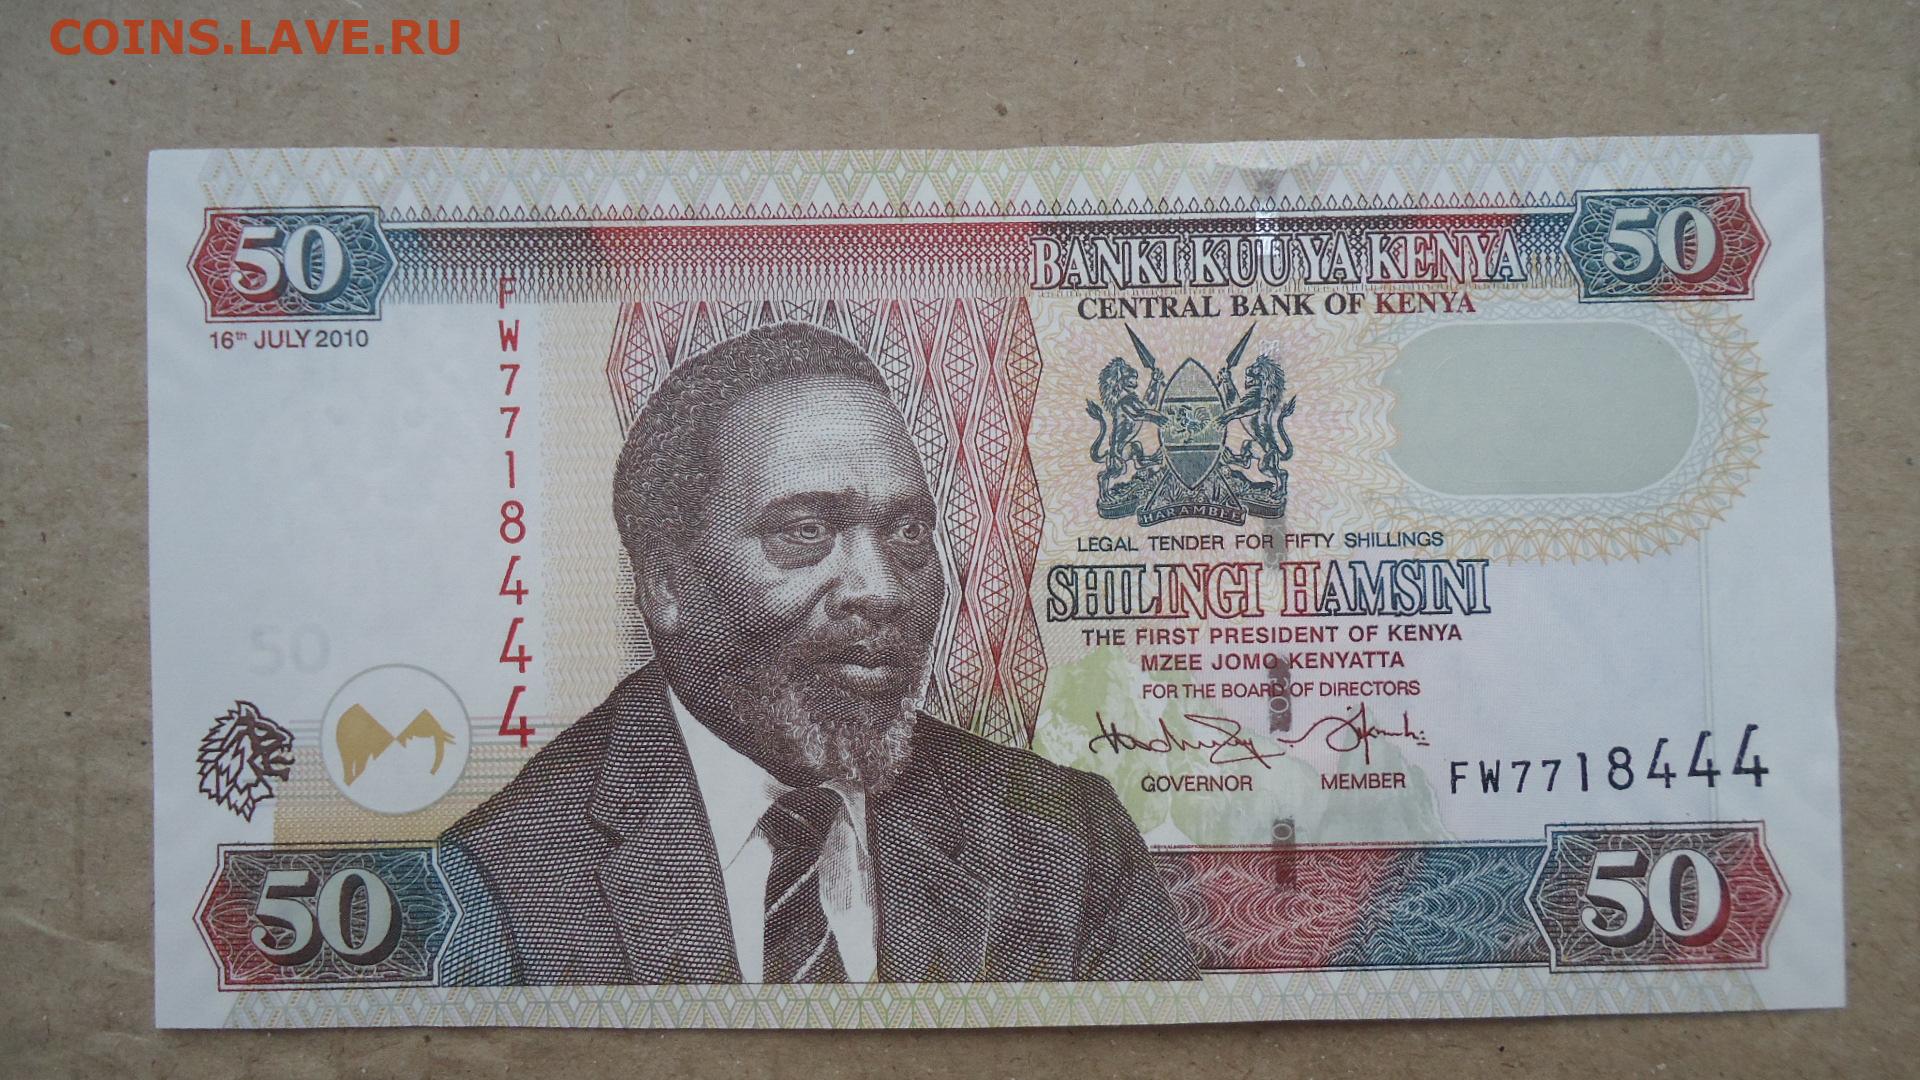 COINS.LAVE.RU
50
50
BANKI KUU YA KENYA
CENTRAL BANK OF KENYA
16th JULY 2010
FW7718444
HARAMBEE
LEGAL TENDER FOR FIFTY SHILLINGS
SHILINGI HAMSINI
THE FIRST PRESIDENT OF KENYA
MZEE JOMO KENYATTA
FOR THE BOARD OF DIRECTORS
50
GOVERNOR MEMBER
FW7718444
50
50